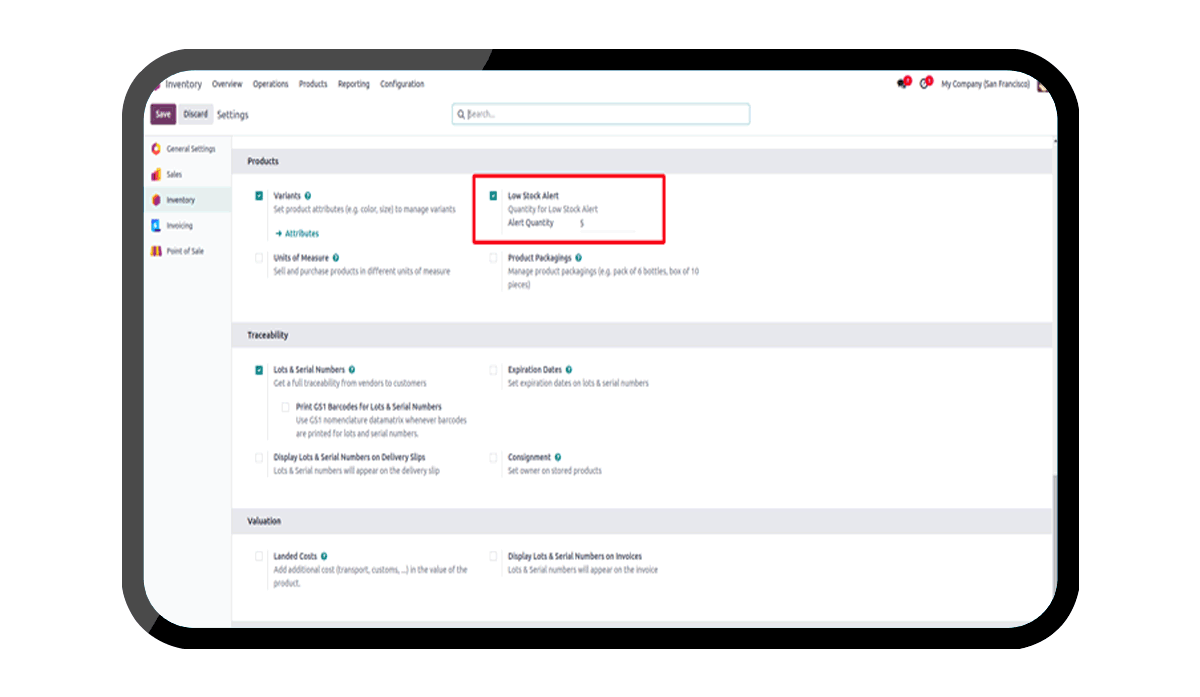 Inventory Overview Operations Products Reporting Configuration My Company (San Francisco)
Save Discard Settings Search...
General Settings
Sales
Inventory
Invoicing
Point of Sale
Products
Variants
Set product attributes (e.g. color, size) to manage variants
Attributes
Low Stock Alert
Quantity for Low Stock Alert
Alert Quantity
Units of Measure
Sell and purchase products in different units of measure
Product Packagings
Manage product packagings (e.g. pack of 6 bottles, box of 10
pieces)
Traceability
Lots & Serial Numbers
Get a full traceability from vendors to customers
Print GS1 Barcodes for Lots & Serial Numbers
Use GS1 nomenclature datamatrix whenever barcodes
are printed for lots and serial numbers.
Expiration Dates
Set expiration dates on lots & serial numbers
Display Lots & Serial Numbers on Delivery Slips
Lots & Serial numbers will appear on the delivery slip
Consignment
Set owner on stored products
Valuation
Landed Costs
Add additional cost (transport, customs, ...) in the value of the
product.
Display Lots & Serial Numbers on Invoices
Lots & Serial numbers will appear on the invoice